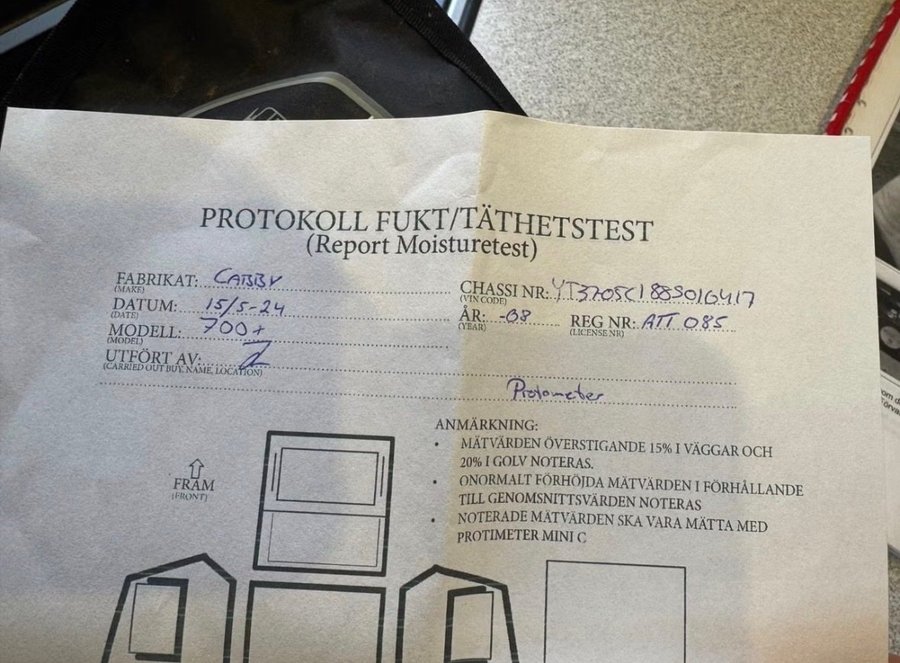 PROTOKOLL FUKT/TÄTHETSTEST
(Report Moisturetest)
FABRIKAT: CABBY
(MAKE)
DATUM: 15/5-24
(DATE)
MODELL: 700+
(MODEL)
UTFÖRT AV:
(CARRIED OUT BUY, NAME, LOCATION)
CHASSI NR:
(VIN CODE)
ÅR: -08
(YEAR)
REG NR: ATT 085
(LICENSE NR)
Protometer
ANMÄRKNING:
• MÄTVÄRDEN ÖVERSTIGANDE 15% I VÄGGAR OCH
20% I GOLV NOTERAS.
• ONORMALT FÖRHÖJDA MÄTVÄRDEN I FÖRHÅLLANDE
TILL GENOMSNITTSVÄRDEN NOTERAS
• NOTERADE MÄTVÄRDEN SKA VARA MÄTTA MED
PROTIMETER MINI C
FRAM
(FRONT)